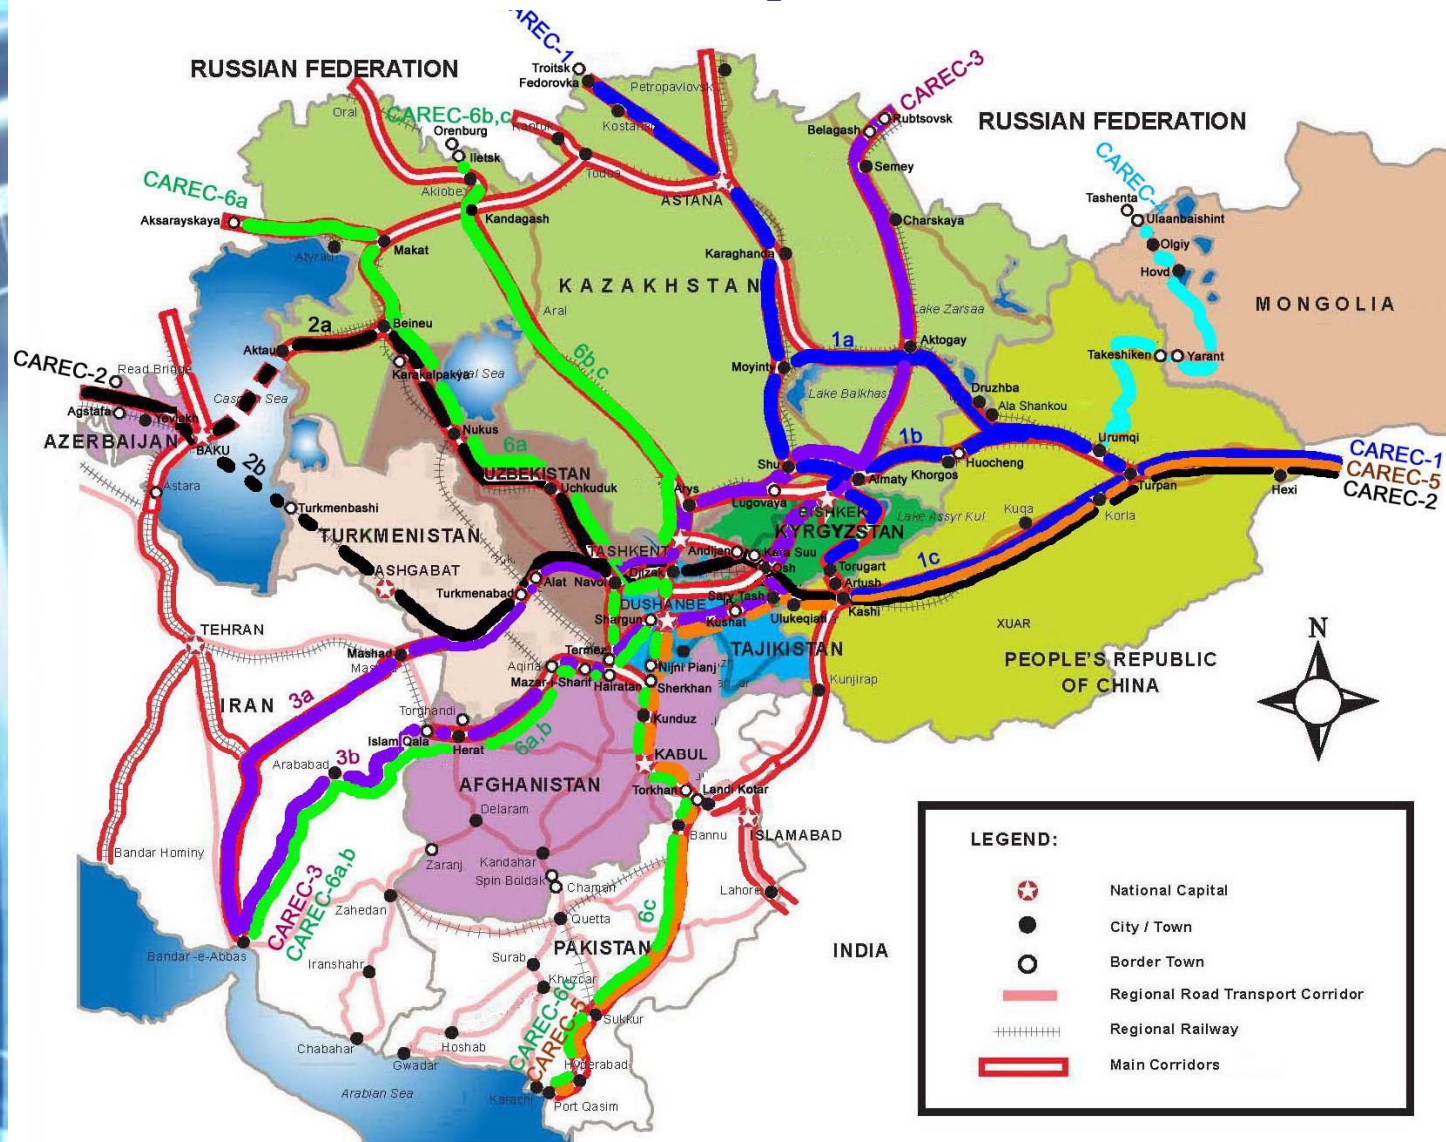 CAREC-3
RUSSIAN FEDERATION
Troitsk
Fedorovka
Petropavlovsk
Oral
CAREC-6b,c
Orenburg
Iletsk
Kostanai
Belagash
Rubtsovsk
RUSSIAN FEDERATION
Semey
CAREC-4
CAREC-6a
Akiobe
ASTANA
Tashenta
Ulaanbaishint
Aksarayskaya
Kandagash
Charskaya
Olgiy
Makat
Atyrau
Karaghanda
Hovd
KAZAKHSTAN
MONGOLIA
Aral
Lake Zarsaa
2a
Beineu
1a
Aktogay
Takeshiken
Yarant
CAREC-2
Aktau
6b,c
Moyinty
Read Bridge
Karakalpakya
Aral Sea
Druzhba
Lake Balkhas
Ala Shankou
Caspian Sea
Agstafa
Yevlakh
AZERBAIJAN
BAKU
Nukus
6a
1b
Urumqi
2b
Shu
Huocheng
CAREC-1
UZBEKISTAN
Khorgos
CAREC-5
Astara
Uchkuduk
Arys
Lugovaya
Almaty
Turpan
Hexi
CAREC-2
Turkmenbashi
BISHKEK
Lake Assyr Kul
Kuqa
Korla
TURKMENISTAN
KYRGYZSTAN
TASHKENT
Andijan
Kara Suu
1c
ASHGABAT
Alat
Navoi
Djizak
Osh
Torugart
Artush
Turkmenabad
DUSHANBE
Sary Tash
Kashi
Shargun
Kushat
Ulukeqiati
XUAR
N
TEHRAN
Mashad
Termez
TAJIKISTAN
PEOPLE'S REPUBLIC
OF CHINA
Aqina
Nijni Pianj
Mazar-i-Sharif
Hairatan
Sherkhan
Kunjirap
IRAN
3a
Torghandi
Kunduz
Islam Qala
Herat
6a,b
KABUL
3b
Arababad
AFGHANISTAN
Torkhan
Landi Kotar
Delaram
Bannu
ISLAMABAD
Bandar Hominy
Zaranj
Kandahar
Spin Boldak
Chaman
Lahore
CAREC-3
CAREC-6a,b
Zahedan
6c
Quetta
Bandar -e-Abbas
Iranshahr
Surab
PAKISTAN
INDIA
Khuzcar
CAREC-6c
CAREC-5
Sukkur
Chabahar
Hoshab
Gwadar
Hyderabad
Arabian Sea
Karachi
Port Qasim
LEGEND:
National Capital
City / Town
Border Town
Regional Road Transport Corridor
Regional Railway
Main Corridors